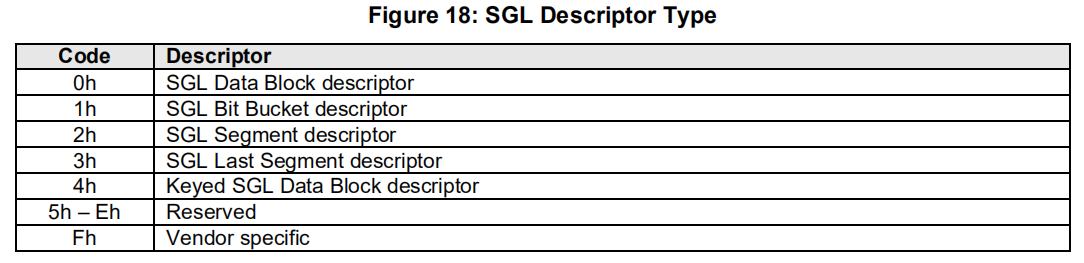 Figure 18: SGL Descriptor Type
Code Descriptor
0h SGL Data Block descriptor
1h SGL Bit Bucket descriptor
2h SGL Segment descriptor
3h SGL Last Segment descriptor
4h Keyed SGL Data Block descriptor
5h – Eh Reserved
Fh Vendor specific